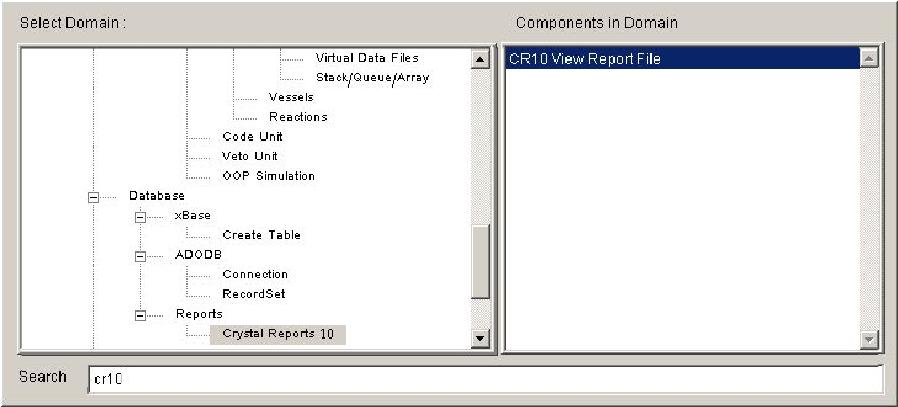 Select Domain :
Components in Domain
Virtual Data Files
Stack/Queue/Array
Vessels
Reactions
Code Unit
Veto Unit
OOP Simulation
Database
xBase
Create Table
ADODB
Connection
RecordSet
Reports
Crystal Reports 10
CR10 View Report File
Search
cr10